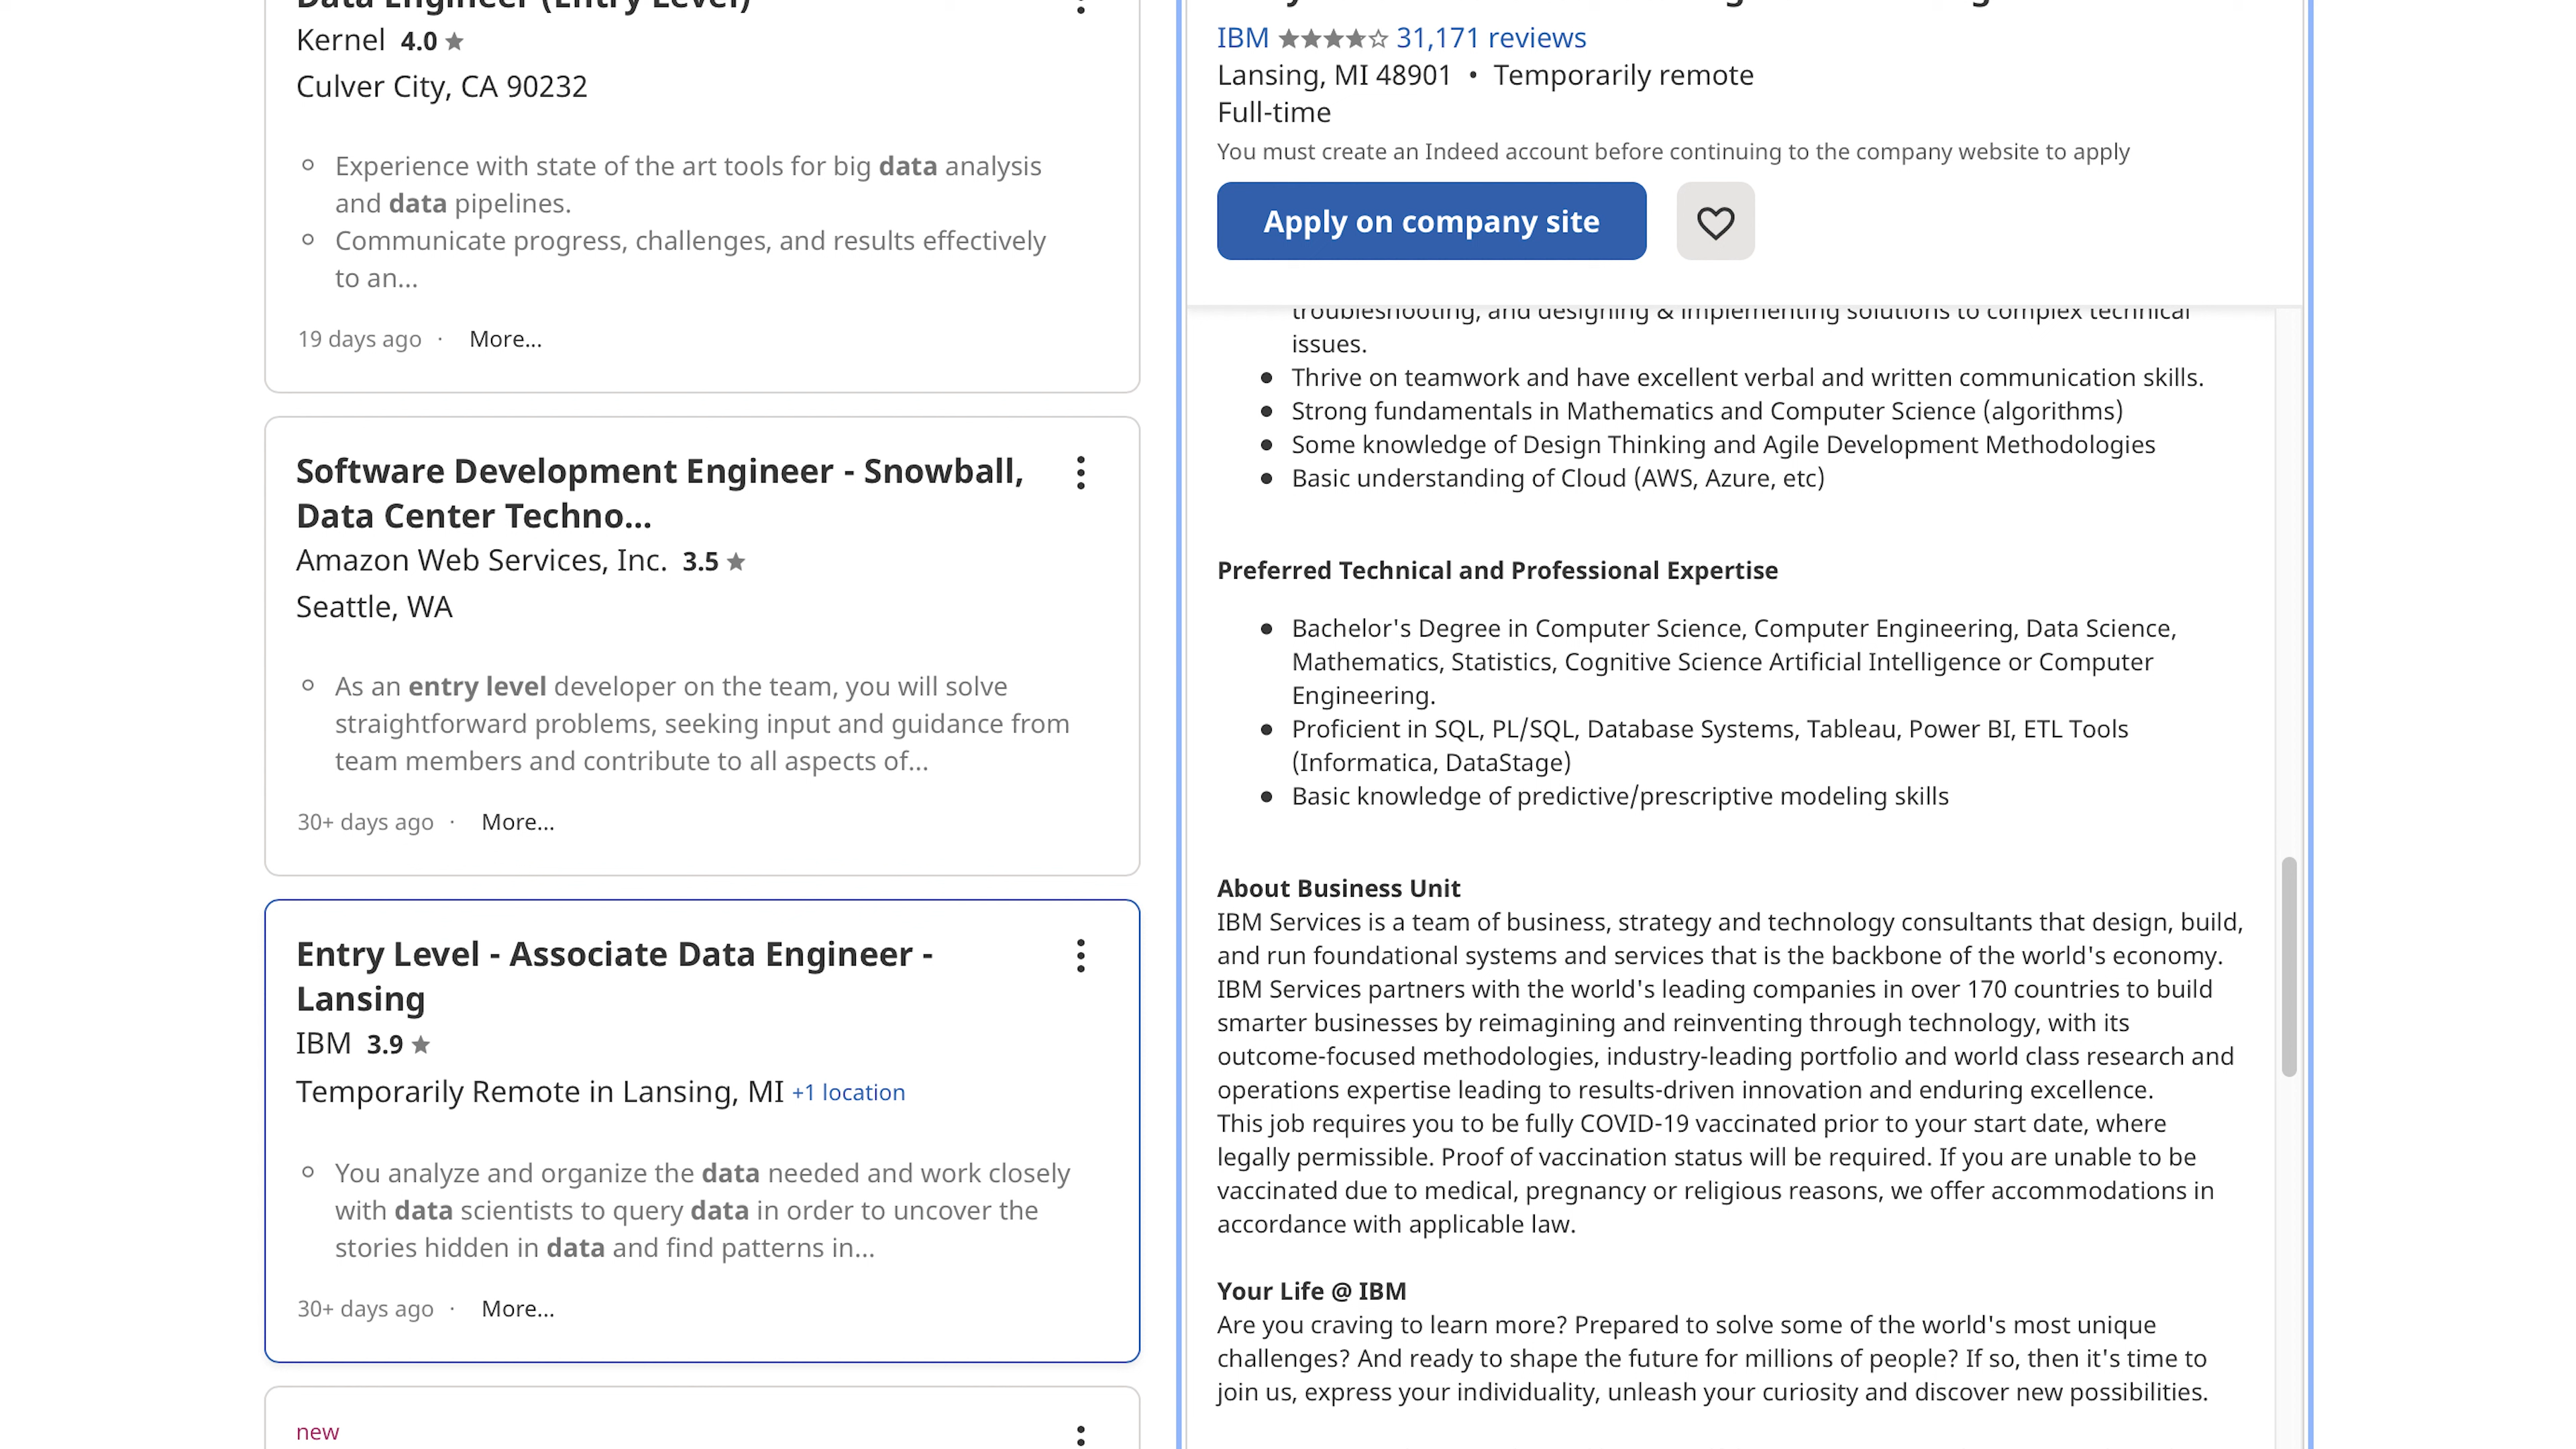 Data Engineer (Entry Level)
Kernel 4.0
Culver City, CA 90232
Experience with state of the art tools for big data analysis
and data pipelines.
Communicate progress, challenges, and results effectively
to an...
19 days ago · More...
Software Development Engineer - Snowball,
Data Center Techno...
Amazon Web Services, Inc. 3.5
Seattle, WA
As an entry level developer on the team, you will solve
straightforward problems, seeking input and guidance from
team members and contribute to all aspects of...
30+ days ago · More...
Entry Level - Associate Data Engineer -
Lansing
IBM 3.9
Temporarily Remote in Lansing, MI +1 location
You analyze and organize the data needed and work closely
with data scientists to query data in order to uncover the
stories hidden in data and find patterns in...
30+ days ago · More...
new
IBM 31,171 reviews
Lansing, MI 48901 • Temporarily remote
Full-time
You must create an Indeed account before continuing to the company website to apply
Apply on company site
troubleshooting, and designing & implementing solutions to complex technical
issues.
Thrive on teamwork and have excellent verbal and written communication skills.
Strong fundamentals in Mathematics and Computer Science (algorithms)
Some knowledge of Design Thinking and Agile Development Methodologies
Basic understanding of Cloud (AWS, Azure, etc)
Preferred Technical and Professional Expertise
Bachelor's Degree in Computer Science, Computer Engineering, Data Science,
Mathematics, Statistics, Cognitive Science Artificial Intelligence or Computer
Engineering.
Proficient in SQL, PL/SQL, Database Systems, Tableau, Power BI, ETL Tools
(Informatica, DataStage)
Basic knowledge of predictive/prescriptive modeling skills
About Business Unit
IBM Services is a team of business, strategy and technology consultants that design, build,
and run foundational systems and services that is the backbone of the world's economy.
IBM Services partners with the world's leading companies in over 170 countries to build
smarter businesses by reimagining and reinventing through technology, with its
outcome-focused methodologies, industry-leading portfolio and world class research and
operations expertise leading to results-driven innovation and enduring excellence.
This job requires you to be fully COVID-19 vaccinated prior to your start date, where
legally permissible. Proof of vaccination status will be required. If you are unable to be
vaccinated due to medical, pregnancy or religious reasons, we offer accommodations in
accordance with applicable law.
Your Life @ IBM
Are you craving to learn more? Prepared to solve some of the world's most unique
challenges? And ready to shape the future for millions of people? If so, then it's time to
join us, express your individuality, unleash your curiosity and discover new possibilities.